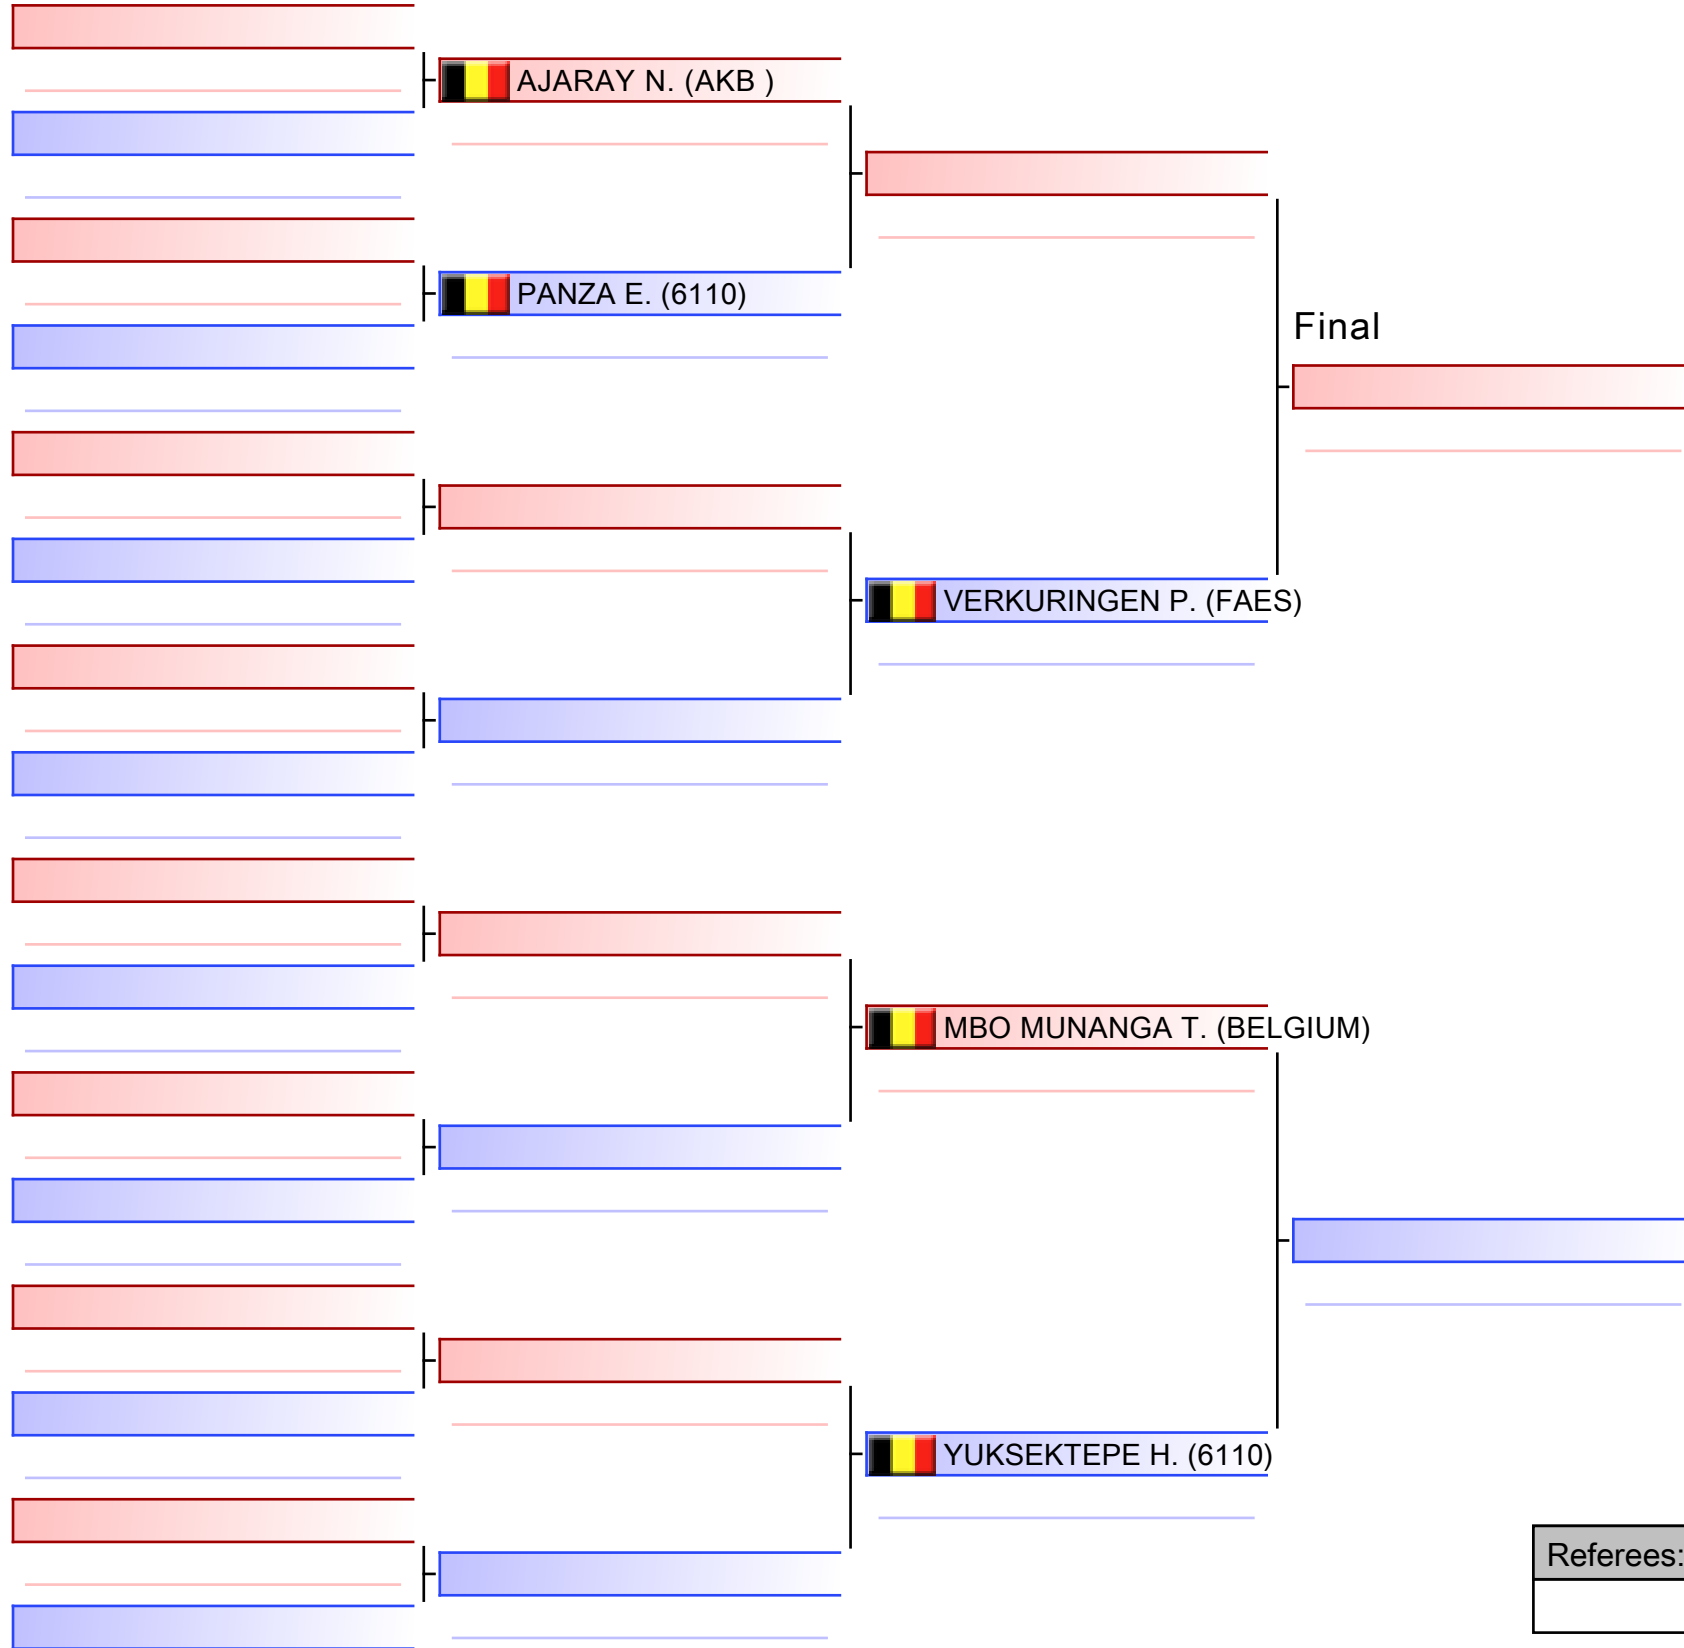 AJARAY N. (AKB )
PANZA E. (6110)
Final
VERKURINGEN P. (FAES)
MBO MUNANGA T. (BELGIUM)
YUKSEKTEPE H. (6110)
Referees: